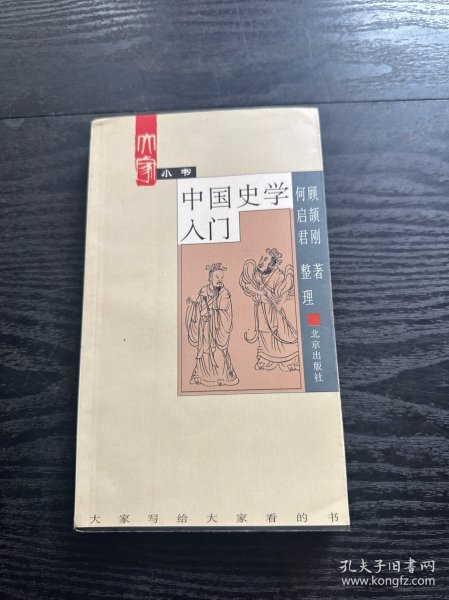 大家
小书
中国史学
入门
顾颉刚 著
何启君 整理
北京出版社
大家写给大家看的书
孔夫子旧书网
www.kongfz.com